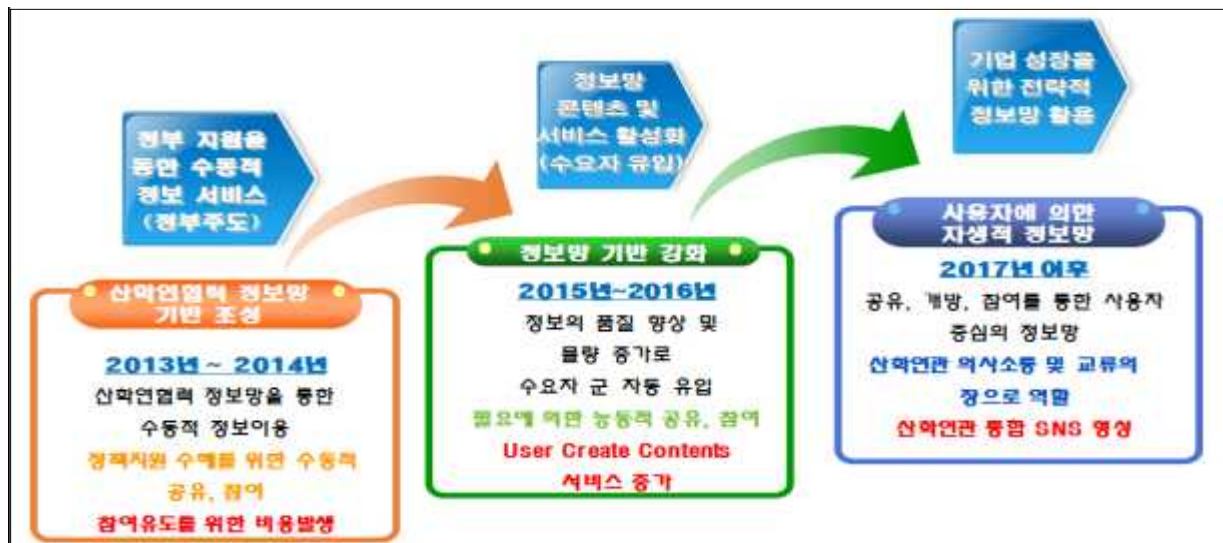 정부 지원을
통한 수동적
정보 서비스
(정부주도)
산학연협력 정보망
기반 조성
2013년 ~ 2014년
산학연협력 정보망을 통한
수동적 정보이용
정책지원 수혜를 위한 수동적
공유, 참여
참여유도를 위한 비용발생
정보망
콘텐츠 및
서비스 활성화
(수요자 유입)
정보망 기반 강화
2015년~2016년
정보의 품질 향상 및
물량 증가로
수요자 군 자동 유입
필요에 의한 능동적 공유, 참여
User Create Contents
서비스 증가
기업 성장을
위한 전략적
정보망 활용
사용자에 의한
자생적 정보망
2017년 이후
공유, 개방, 참여를 통한 사용자
중심의 정보망
산학연관 의사소통 및 교류의
장으로 역할
산학연관 통합 SNS 형성